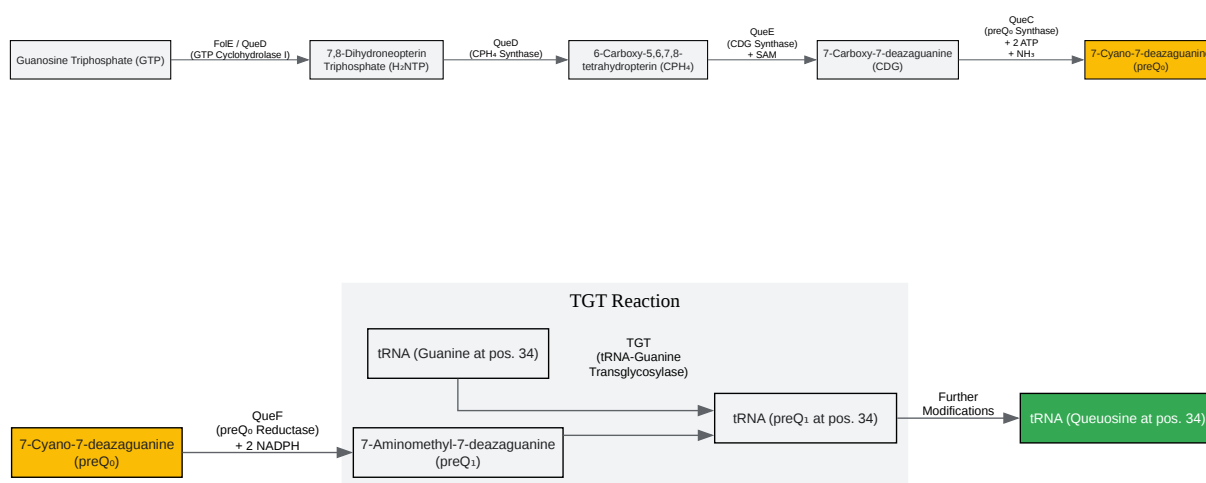 Guanosine Triphosphate (GTP)
FolE / QueD
(GTP Cyclohydrolase I)
7,8-Dihydroneopterin
Triphosphate (H₂NTP)
QueD
(CPH₄ Synthase)
6-Carboxy-5,6,7,8-
tetrahydropterin (CPH₄)
QueE
(CDG Synthase)
+ SAM
7-Carboxy-7-deazaguanine
(CDG)
QueC
(preQ₀ Synthase)
+ 2 ATP
+ NH₃
7-Cyano-7-deazaguanine
(preQ₀)
TGT Reaction
tRNA (Guanine at pos. 34)
TGT
(tRNA-Guanine
Transglycosylase)
7-Cyano-7-deazaguanine
(preQ₀)
QueF
(preQ₀ Reductase)
+ 2 NADPH
7-Aminomethyl-7-deazaguanine
(preQ₁)
tRNA (preQ₁ at pos. 34)
Further
Modifications
tRNA (Queuosine at pos. 34)